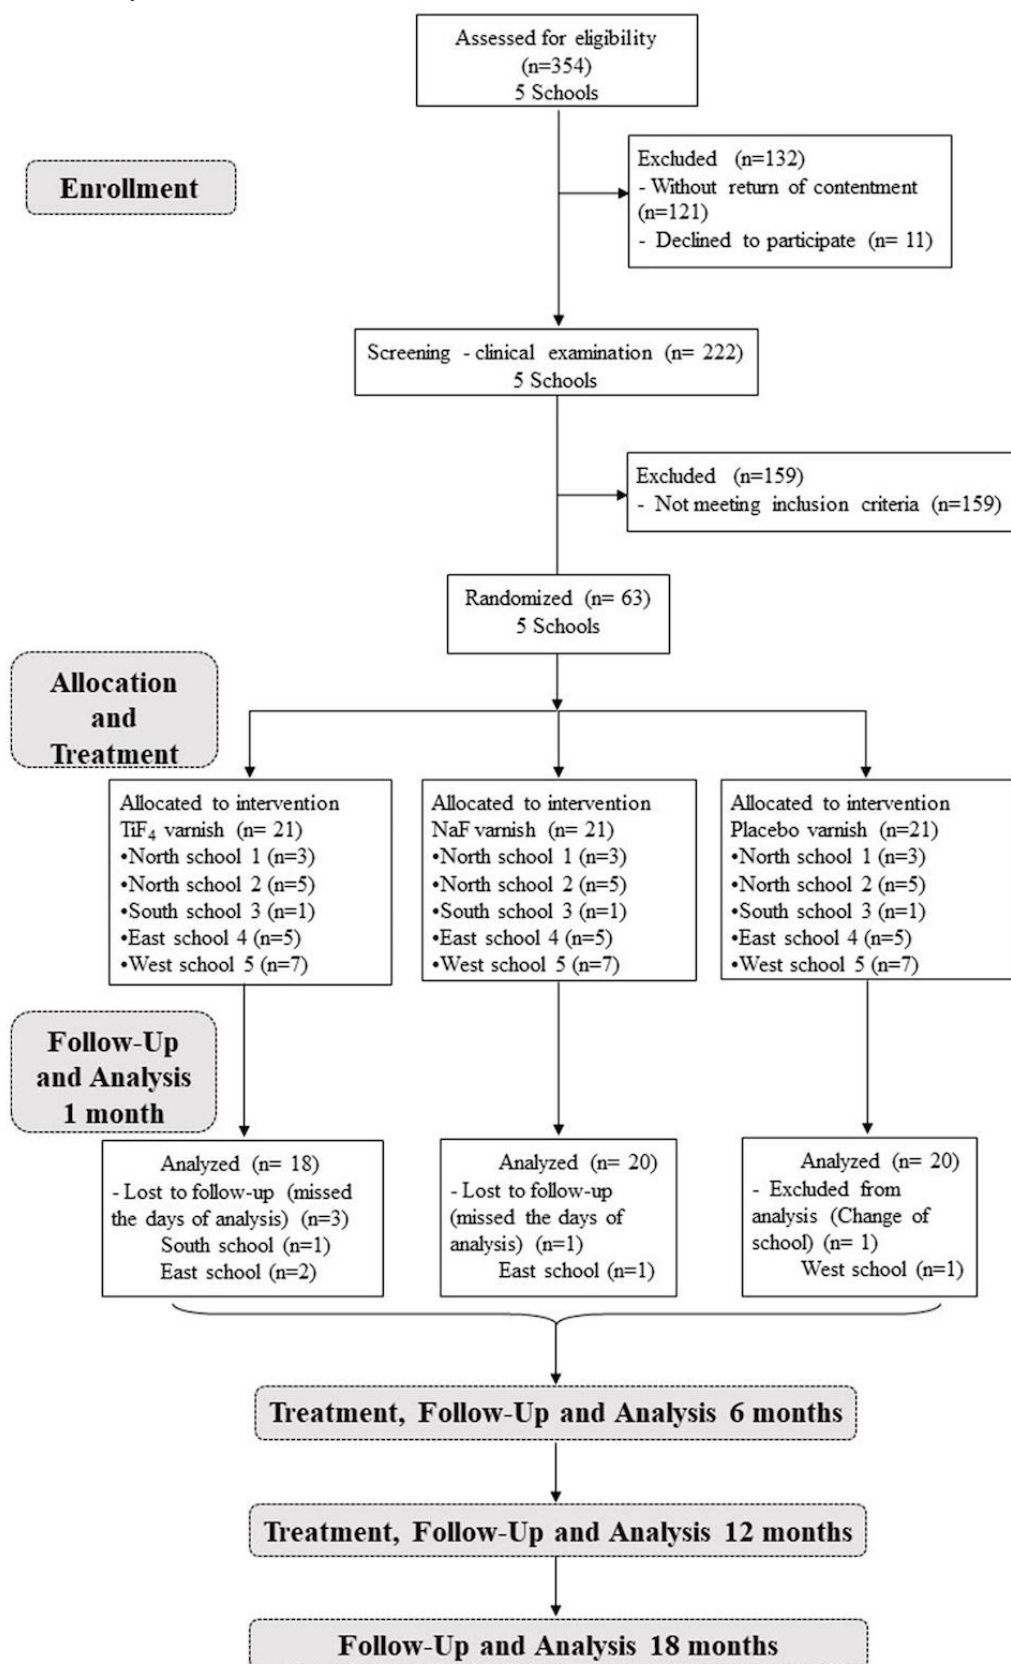 Assessed for eligibility
(n=354)
5 Schools
Enrollment
Excluded (n=132)
- Without return of contentment
(n=121)
- Declined to participate (n= 11)
Screening - clinical examination (n= 222)
5 Schools
Excluded (n=159)
- Not meeting inclusion criteria (n=159)
Randomized (n= 63)
5 Schools
Allocation
and
Treatment
Allocated to intervention
TiF₄ varnish (n= 21)
•North school 1 (n=3)
•North school 2 (n=5)
•South school 3 (n=1)
•East school 4 (n=5)
•West school 5 (n=7)
Allocated to intervention
NaF varnish (n= 21)
•North school 1 (n=3)
•North school 2 (n=5)
•South school 3 (n=1)
•East school 4 (n=5)
•West school 5 (n=7)
Allocated to intervention
Placebo varnish (n=21)
•North school 1 (n=3)
•North school 2 (n=5)
•South school 3 (n=1)
•East school 4 (n=5)
•West school 5 (n=7)
Follow-Up
and Analysis
1 month
Analyzed (n= 18)
- Lost to follow-up (missed
the days of analysis) (n=3)
South school (n=1)
East school (n=2)
Analyzed (n= 20)
- Lost to follow-up
(missed the days of
analysis) (n=1)
East school (n=1)
Analyzed (n= 20)
- Excluded from
analysis (Change of
school) (n= 1)
West school (n=1)
Treatment, Follow-Up and Analysis 6 months
Treatment, Follow-Up and Analysis 12 months
Follow-Up and Analysis 18 months